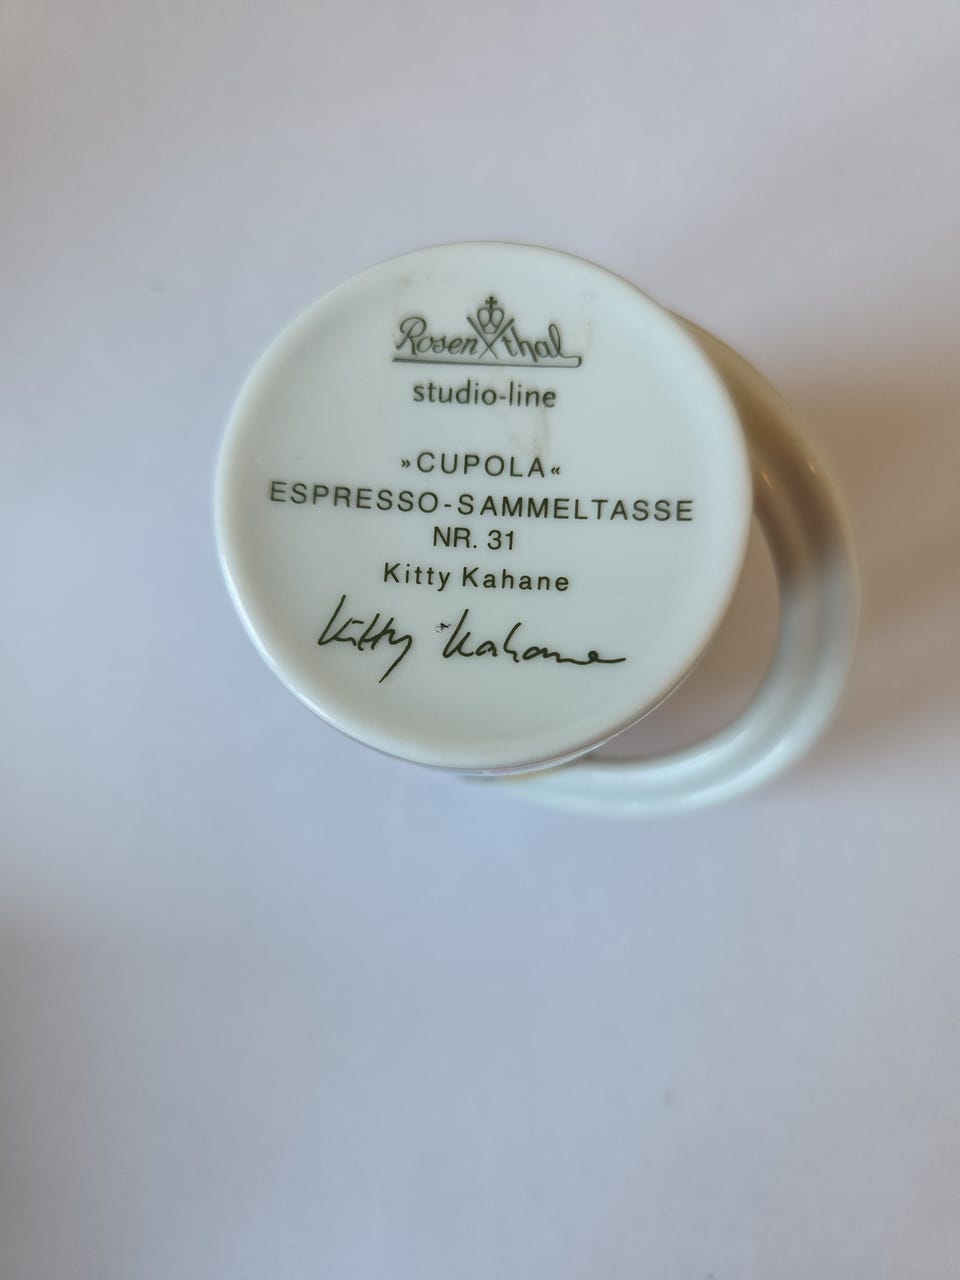 Rosenthal
studio-line
»CUPOLA«
ESPRESSO-SAMMELTASSE
NR. 31
Kitty Kahane
Kitty Kahane